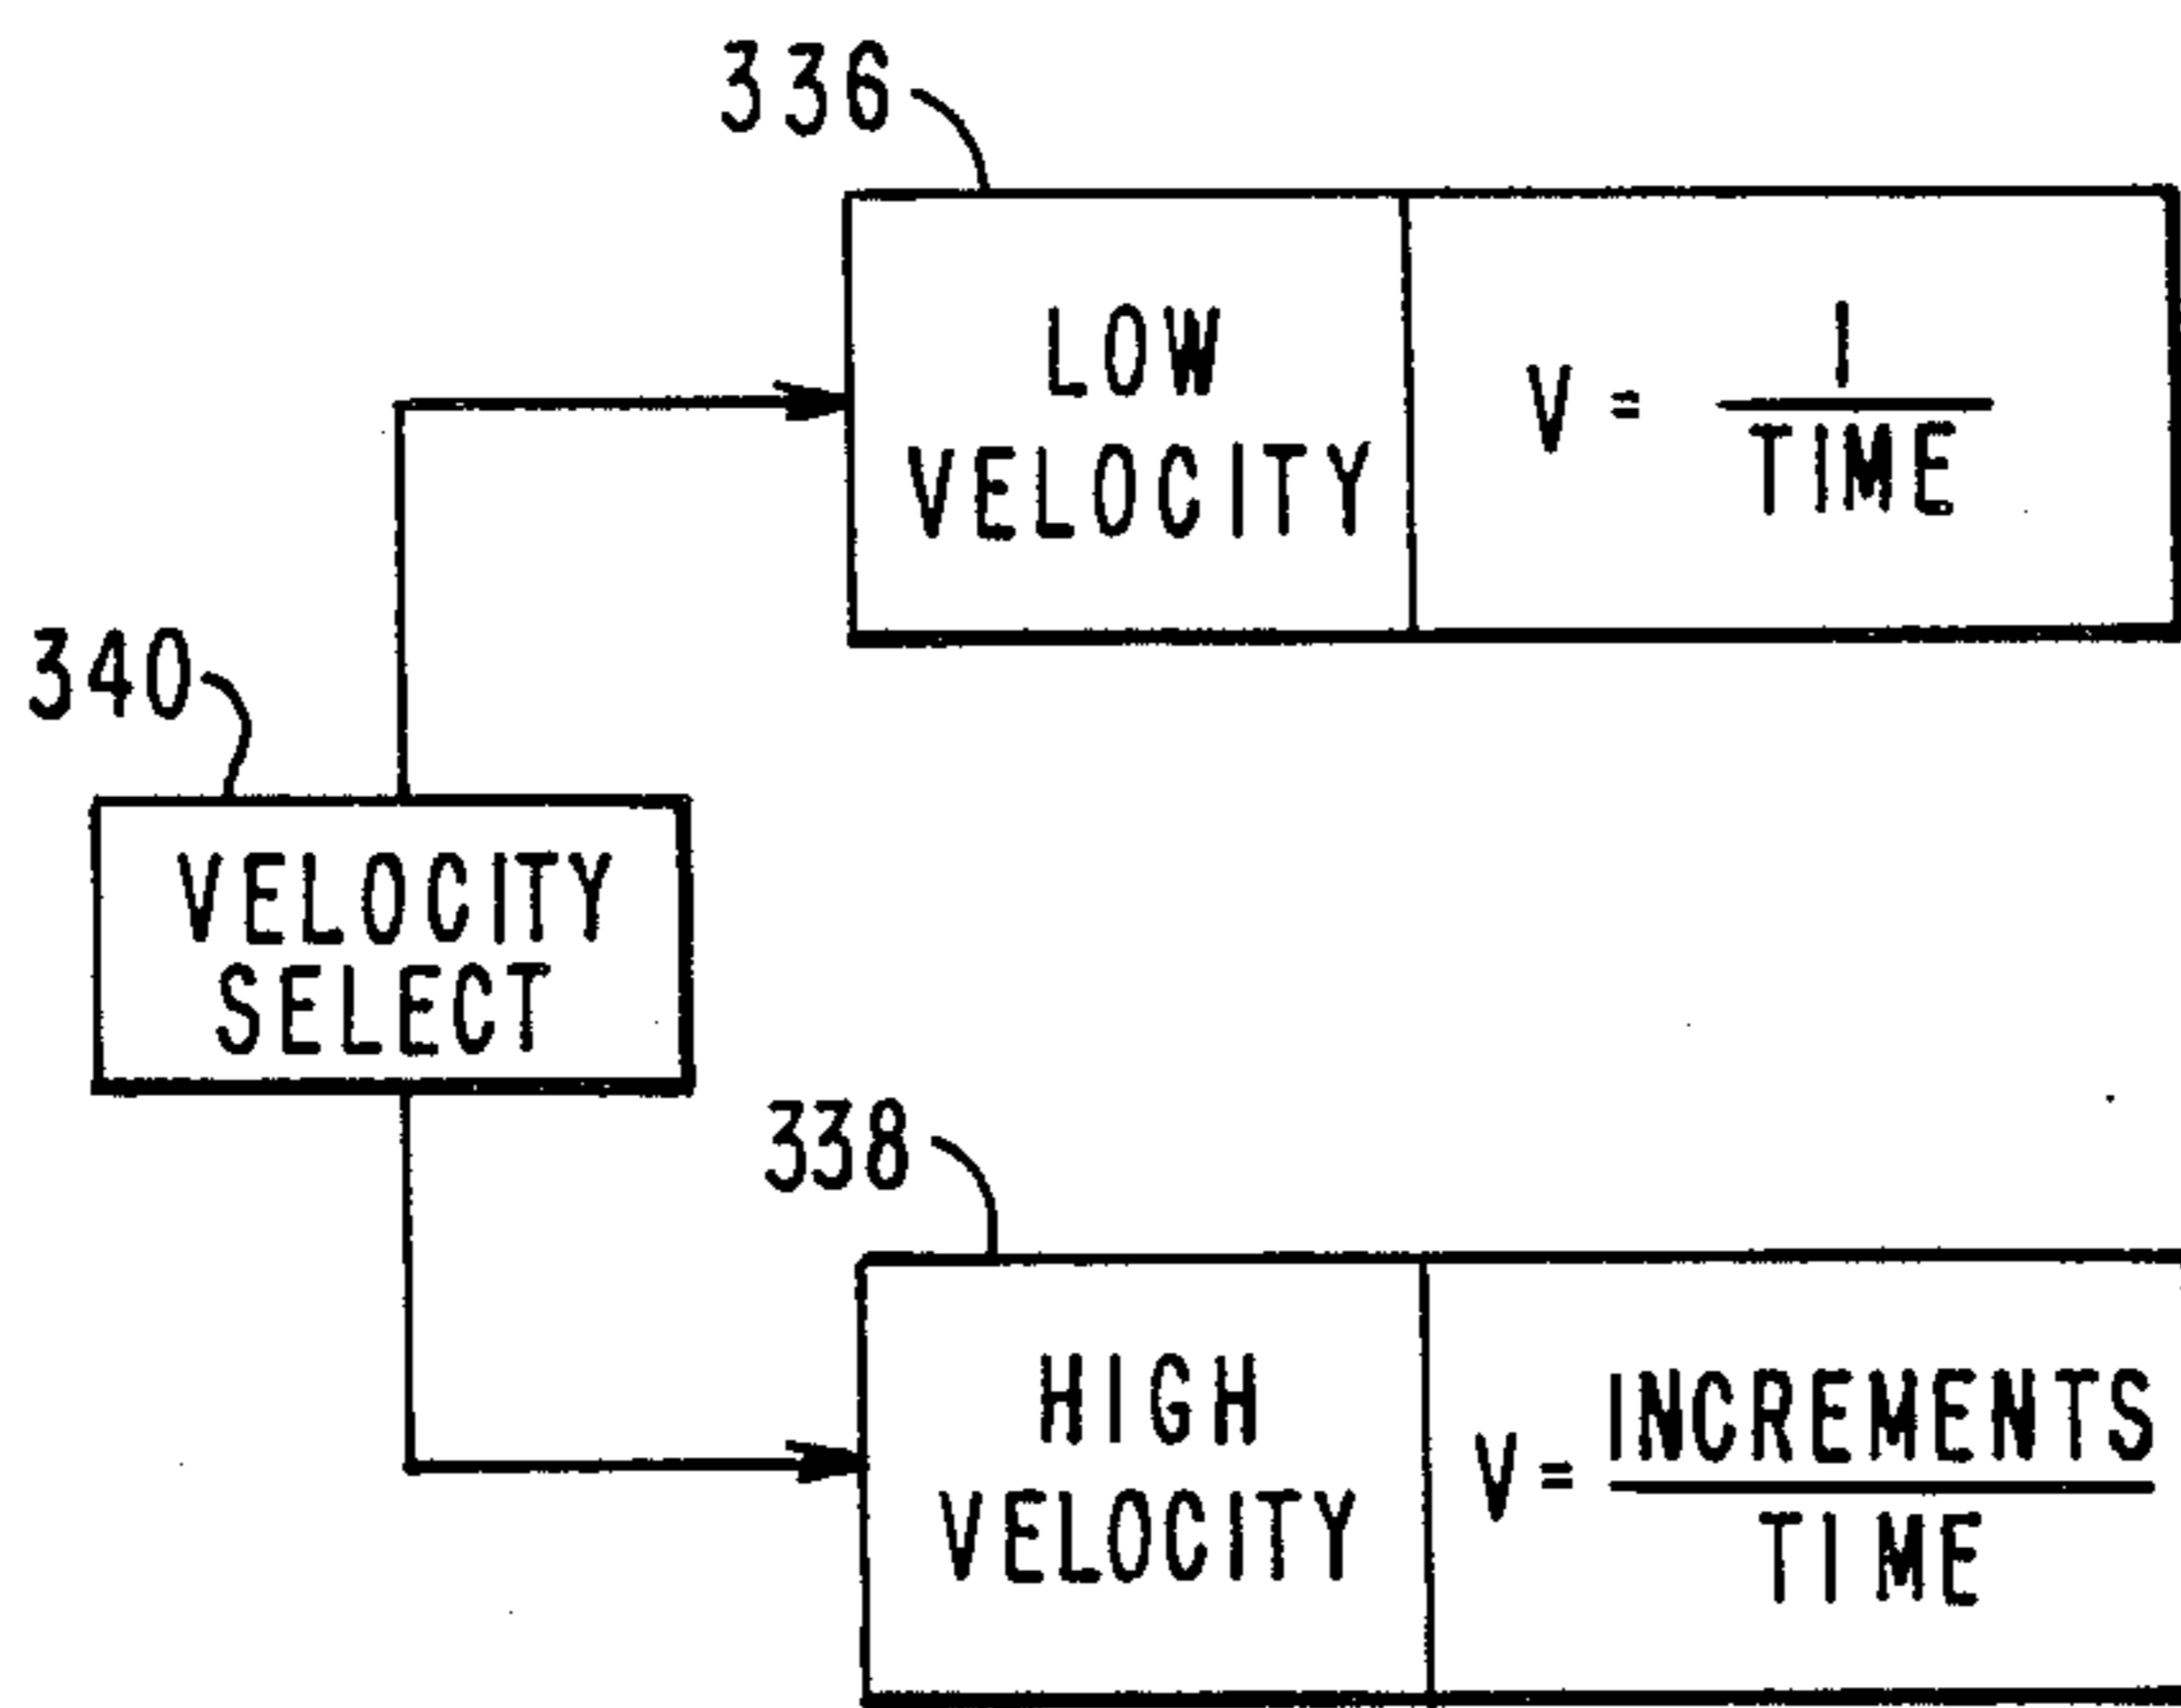 336
LOW
VELOCITY
V = 1
TIME
340
VELOCITY
SELECT
338
HIGH
VELOCITY
V = INCREMENTS
TIME